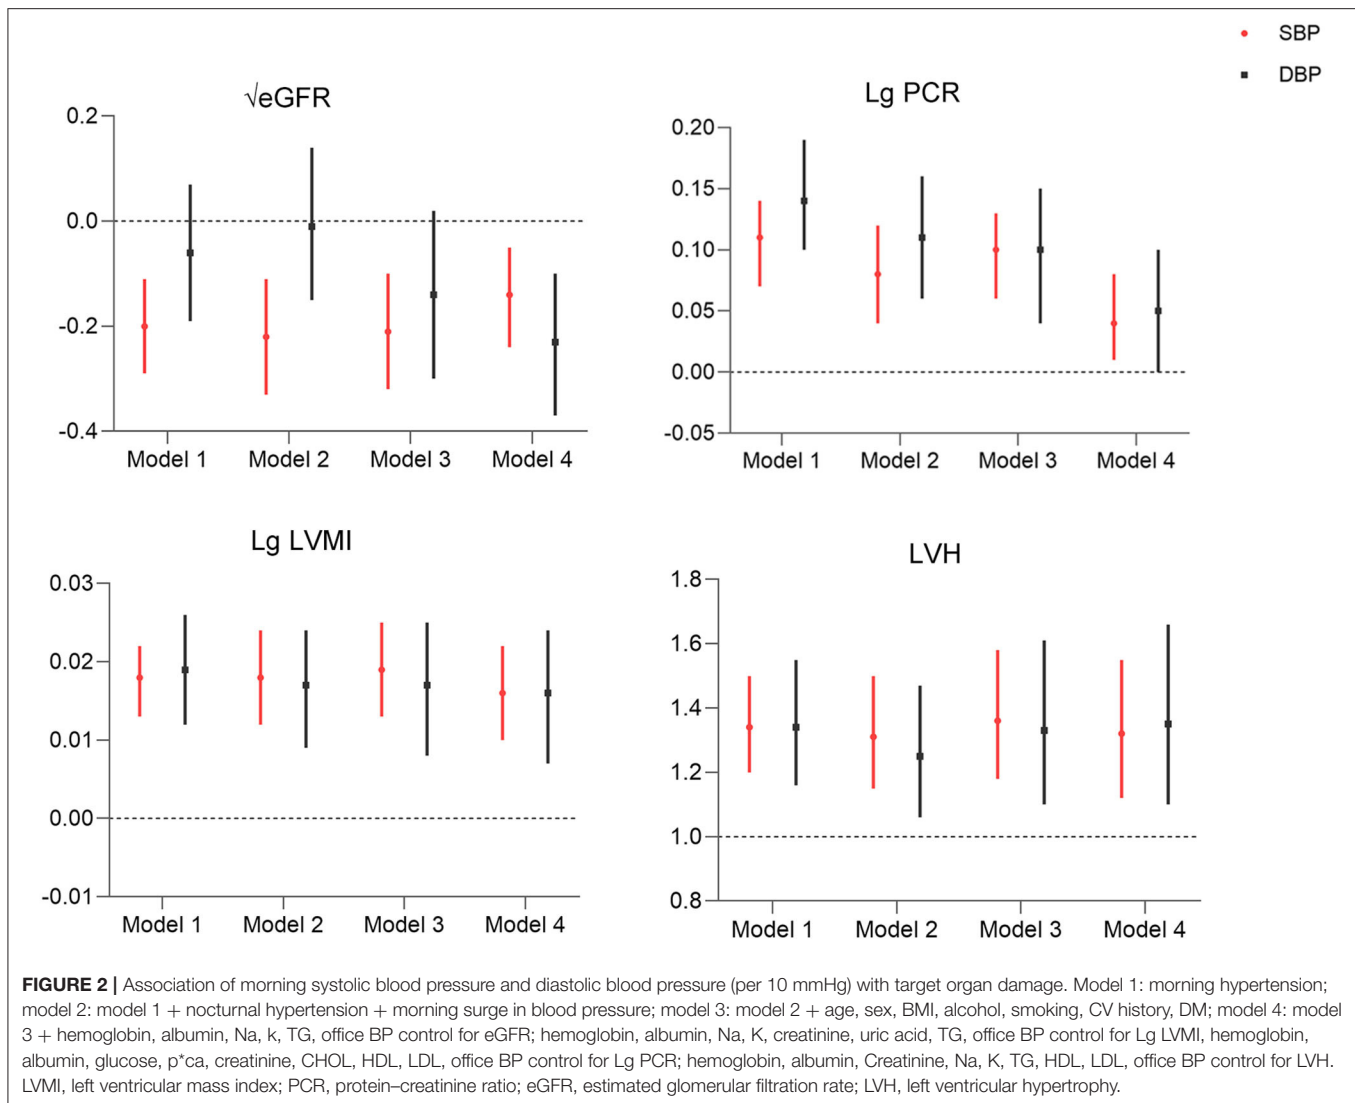 SBP
DBP
√eGFR
0.2
0.0
-0.2
-0.4
Model 1 Model 2 Model 3 Model 4
Lg PCR
0.20
0.15
0.10
0.05
0.00
-0.05
Model 1 Model 2 Model 3 Model 4
Lg LVMI
0.03
0.02
0.01
0.00
-0.01
Model 1 Model 2 Model 3 Model 4
LVH
1.8
1.6
1.4
1.2
1.0
0.8
Model 1 Model 2 Model 3 Model 4
FIGURE 2 | Association of morning systolic blood pressure and diastolic blood pressure (per 10 mmHg) with target organ damage. Model 1: morning hypertension;
model 2: model 1 + nocturnal hypertension + morning surge in blood pressure; model 3: model 2 + age, sex, BMI, alcohol, smoking, CV history, DM; model 4: model
3 + hemoglobin, albumin, Na, k, TG, office BP control for eGFR; hemoglobin, albumin, Na, K, creatinine, uric acid, TG, office BP control for Lg LVMI, hemoglobin,
albumin, glucose, p*ca, creatinine, CHOL, HDL, LDL, office BP control for Lg PCR; hemoglobin, albumin, Creatinine, Na, K, TG, HDL, LDL, office BP control for LVH.
LVMI, left ventricular mass index; PCR, protein–creatinine ratio; eGFR, estimated glomerular filtration rate; LVH, left ventricular hypertrophy.